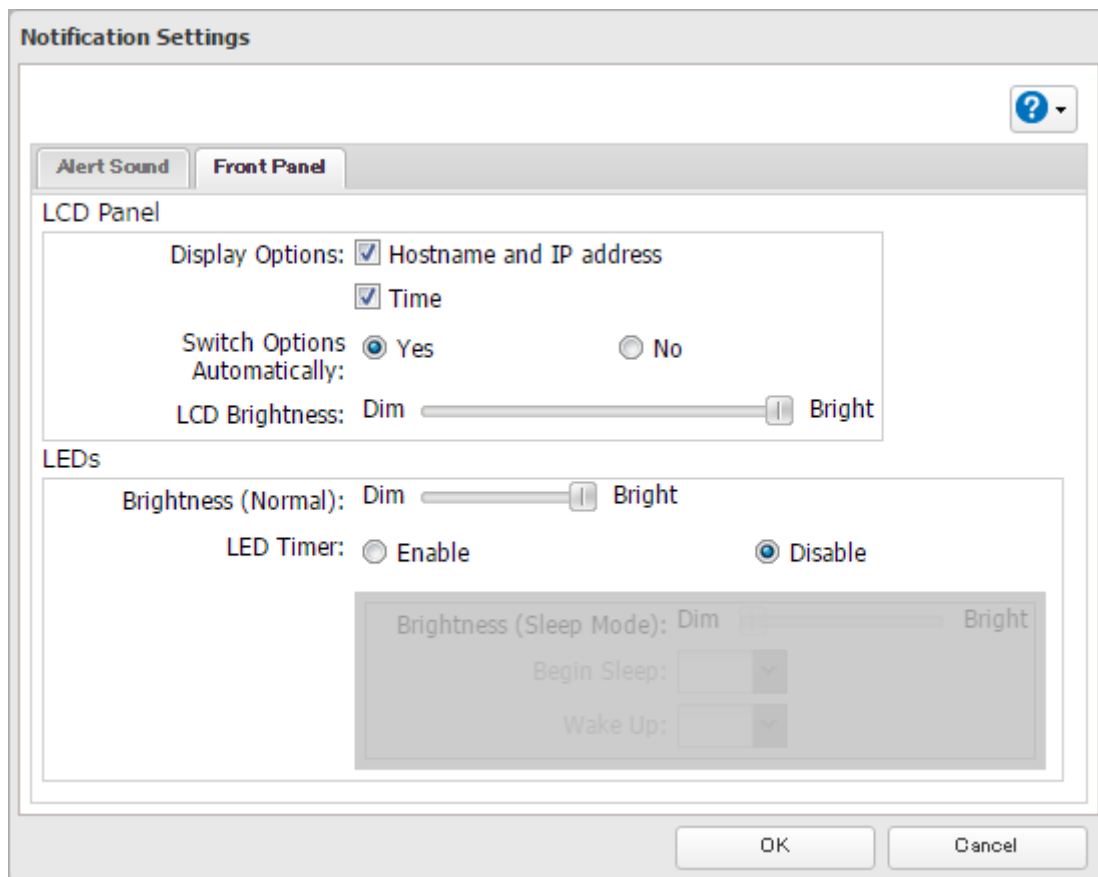 Notification Settings
?
Alert Sound Front Panel
LCD Panel
Display Options: Hostname and IP address
Time
Switch Options
Automatically: Yes No
LCD Brightness: Dim Bright
LEDs
Brightness (Normal): Dim Bright
LED Timer: Enable Disable
Brightness (Sleep Mode): Dim Bright
Begin Sleep:
Wake Up:
OK Cancel